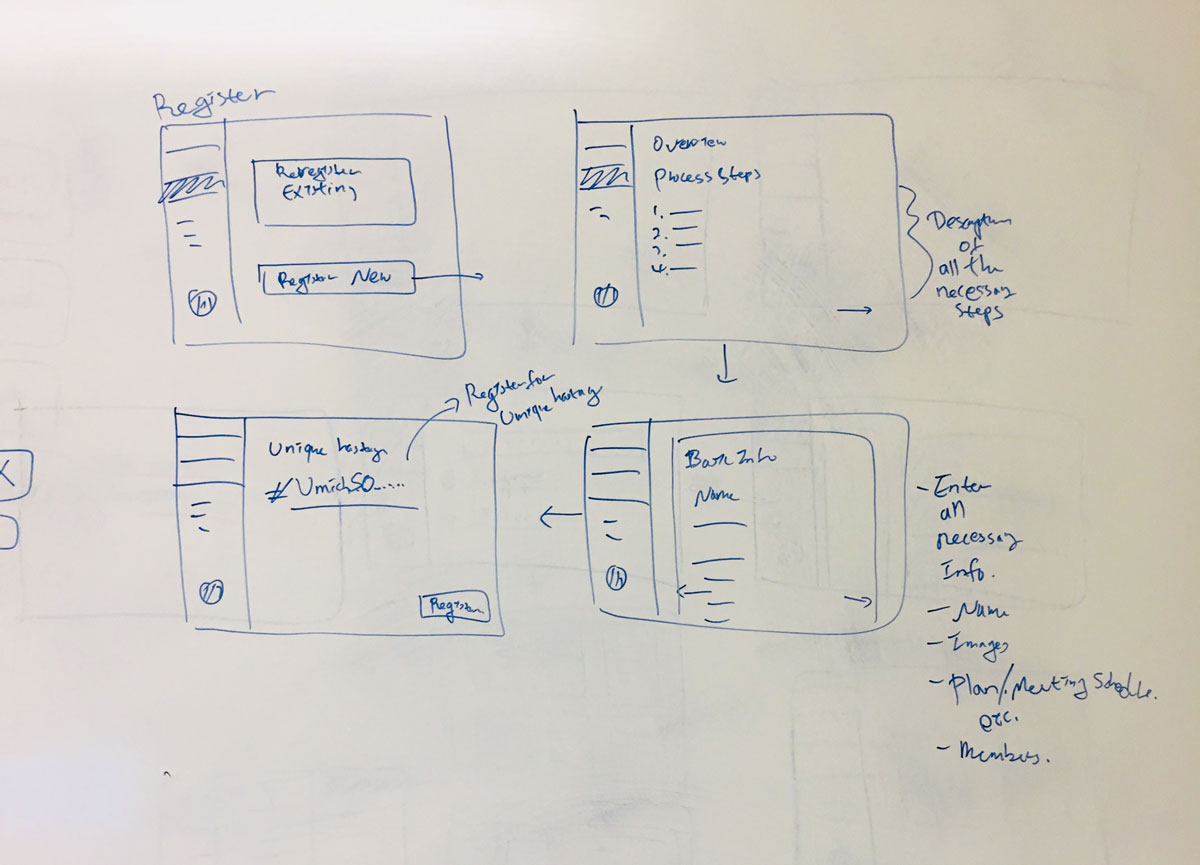 Register
Reregister
Existing
Register New
Overview
Process Steps
1.
2.
3.
4.
Description
of
all the
necessary
steps
Register for
Unique hashtag
Unique hashtag
#UmichSO_.....
Register
Basic Info
Name
- Enter
all
necessary
Info.
- Name
- Images
- Plan/Meeting Schedule.
etc.
- Members.
X